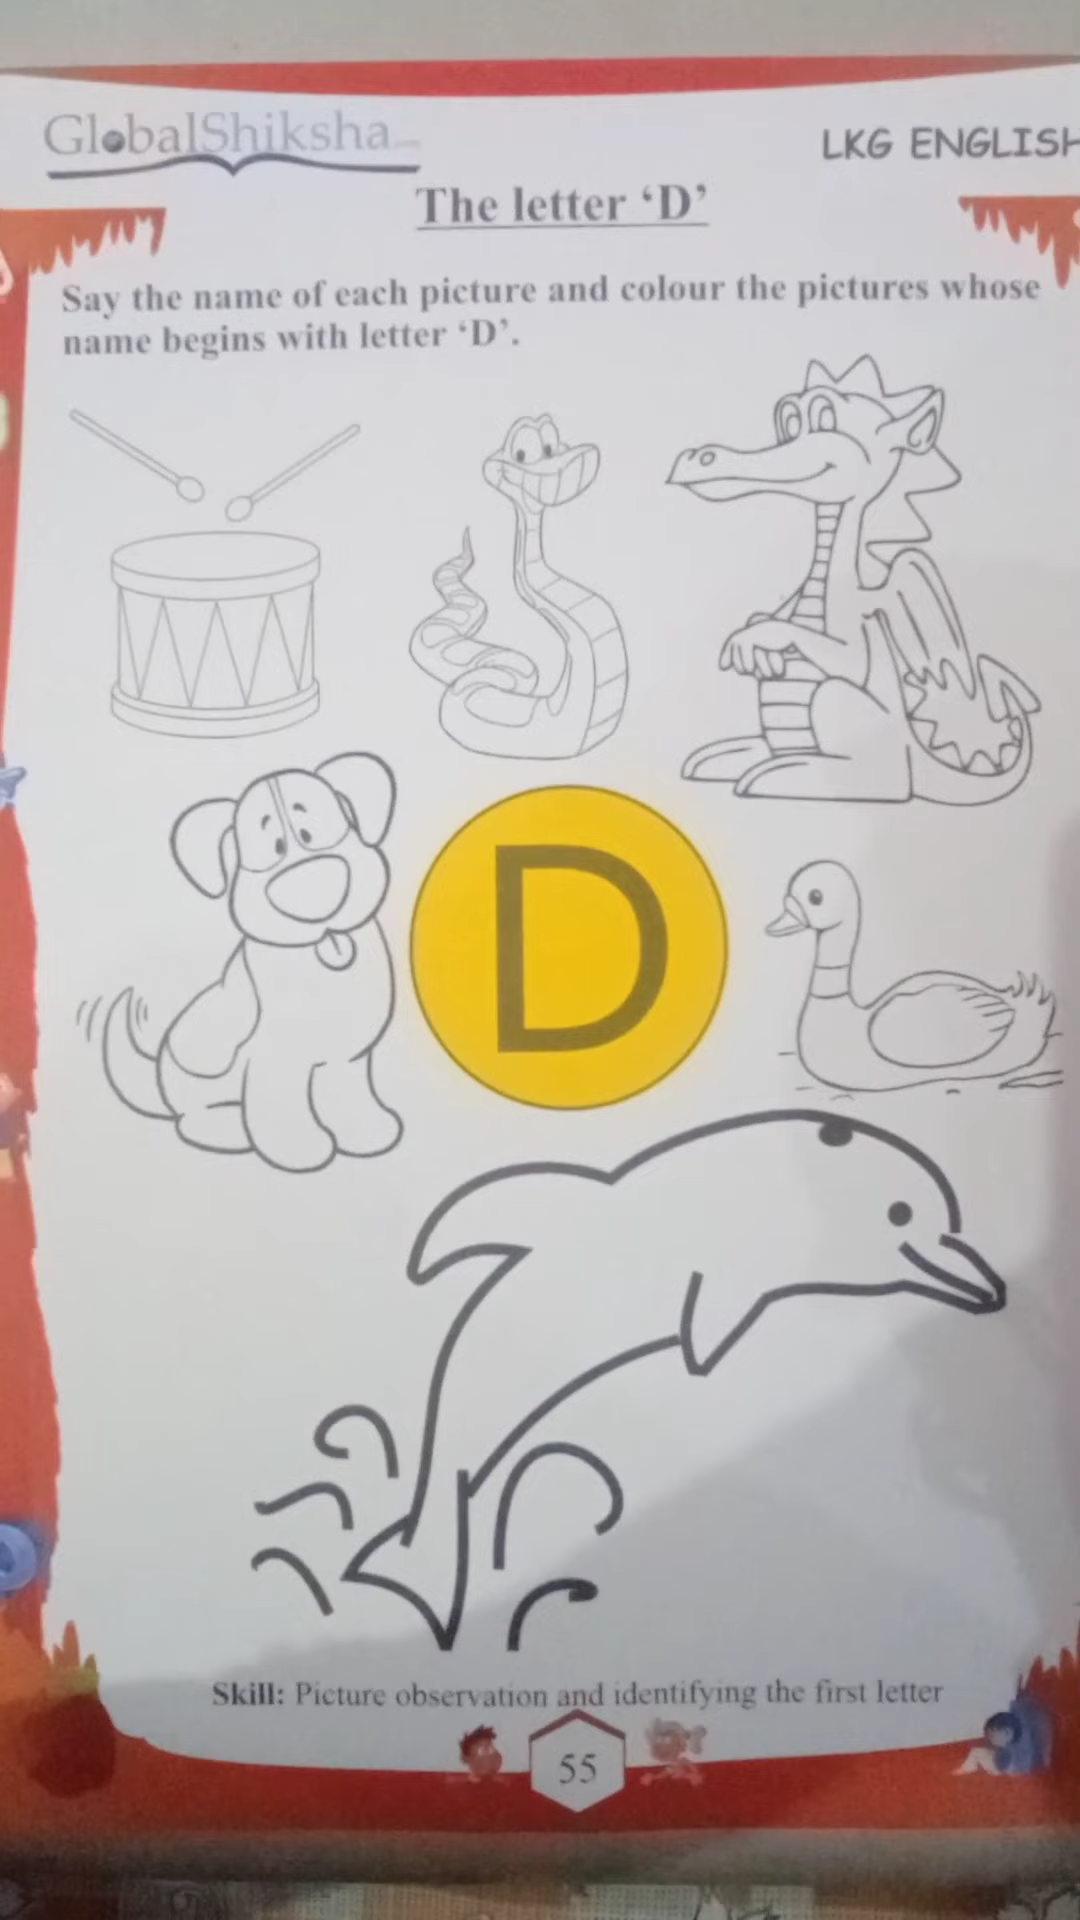 GlobalShiksha
LKG ENGLISH
The letter ‘D’
Say the name of each picture and colour the pictures whose
name begins with letter ‘D’.
D
Skill: Picture observation and identifying the first letter
55